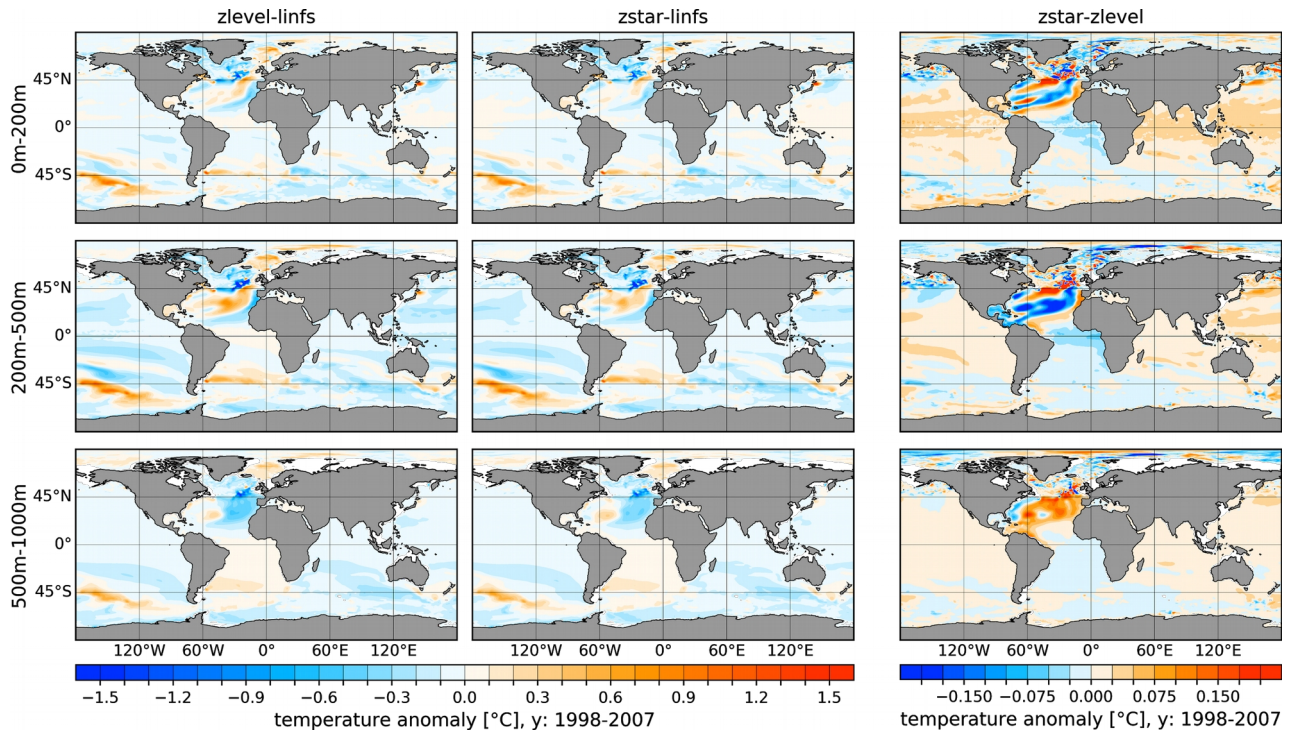 zlevel-linfs zstar-linfs zstar-zlevel
0m-200m
45°N
0°
45°S
200m-500m
45°N
0°
45°S
500m-1000m
45°N
0°
45°S
120°W 60°W 0° 60°E 120°E 120°W 60°W 0° 60°E 120°E 120°W 60°W 0° 60°E 120°E
−1.5 −1.2 −0.9 −0.6 −0.3 0.0 0.3 0.6 0.9 1.2 1.5 −0.150 −0.075 0.000 0.075 0.150
temperature anomaly [°C], y: 1998-2007 temperature anomaly [°C], y: 1998-2007